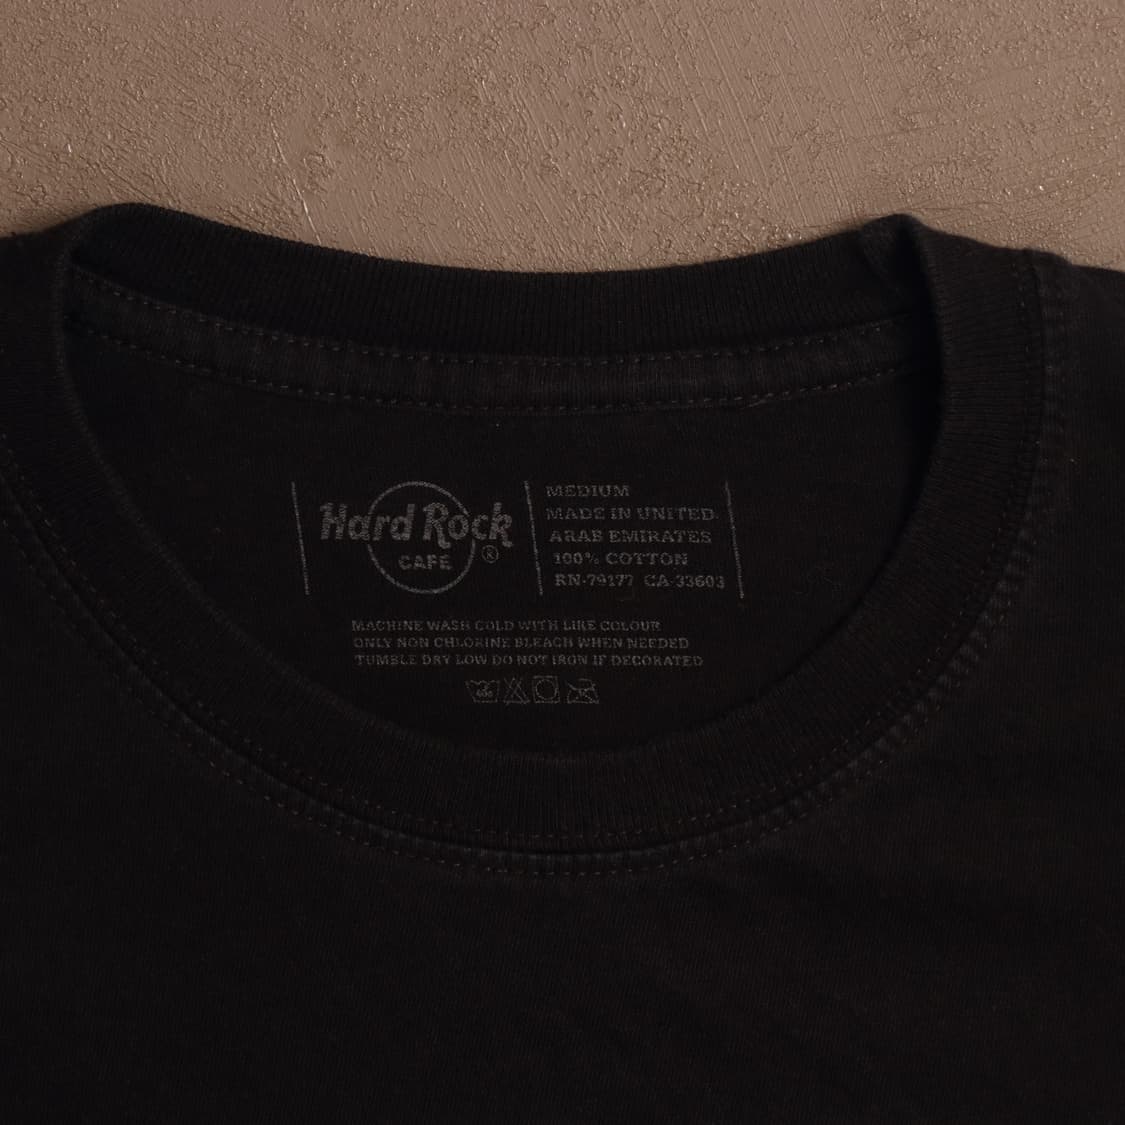 Hard Rock
CAFE
®
MEDIUM
MADE IN UNITED
ARAB EMIRATES
100% COTTON
RN-79177 CA-33603
MACHINE WASH COLD WITH LIKE COLOUR
ONLY NON CHLORINE BLEACH WHEN NEEDED
TUMBLE DRY LOW DO NOT IRON IF DECORATED